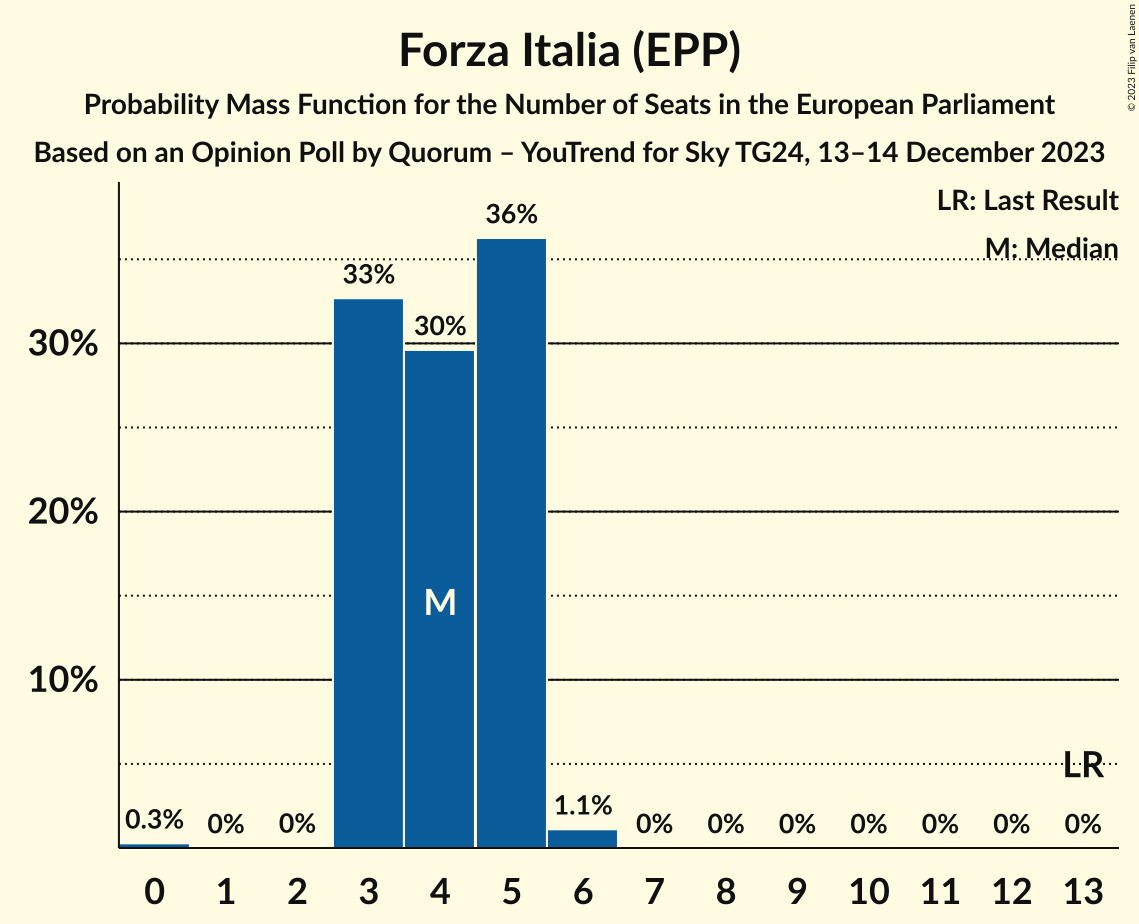 Forza Italia (EPP)
Probability Mass Function for the Number of Seats in the European Parliament
Based on an Opinion Poll by Quorum – YouTrend for Sky TG24, 13–14 December 2023
© 2023 Filip van Laenen
LR: Last Result
M: Median
36%
33%
30%
30%
20%
M
10%
LR
0.3% 0% 0% 1.1% 0% 0% 0% 0% 0% 0% 0%
0 1 2 3 4 5 6 7 8 9 10 11 12 13